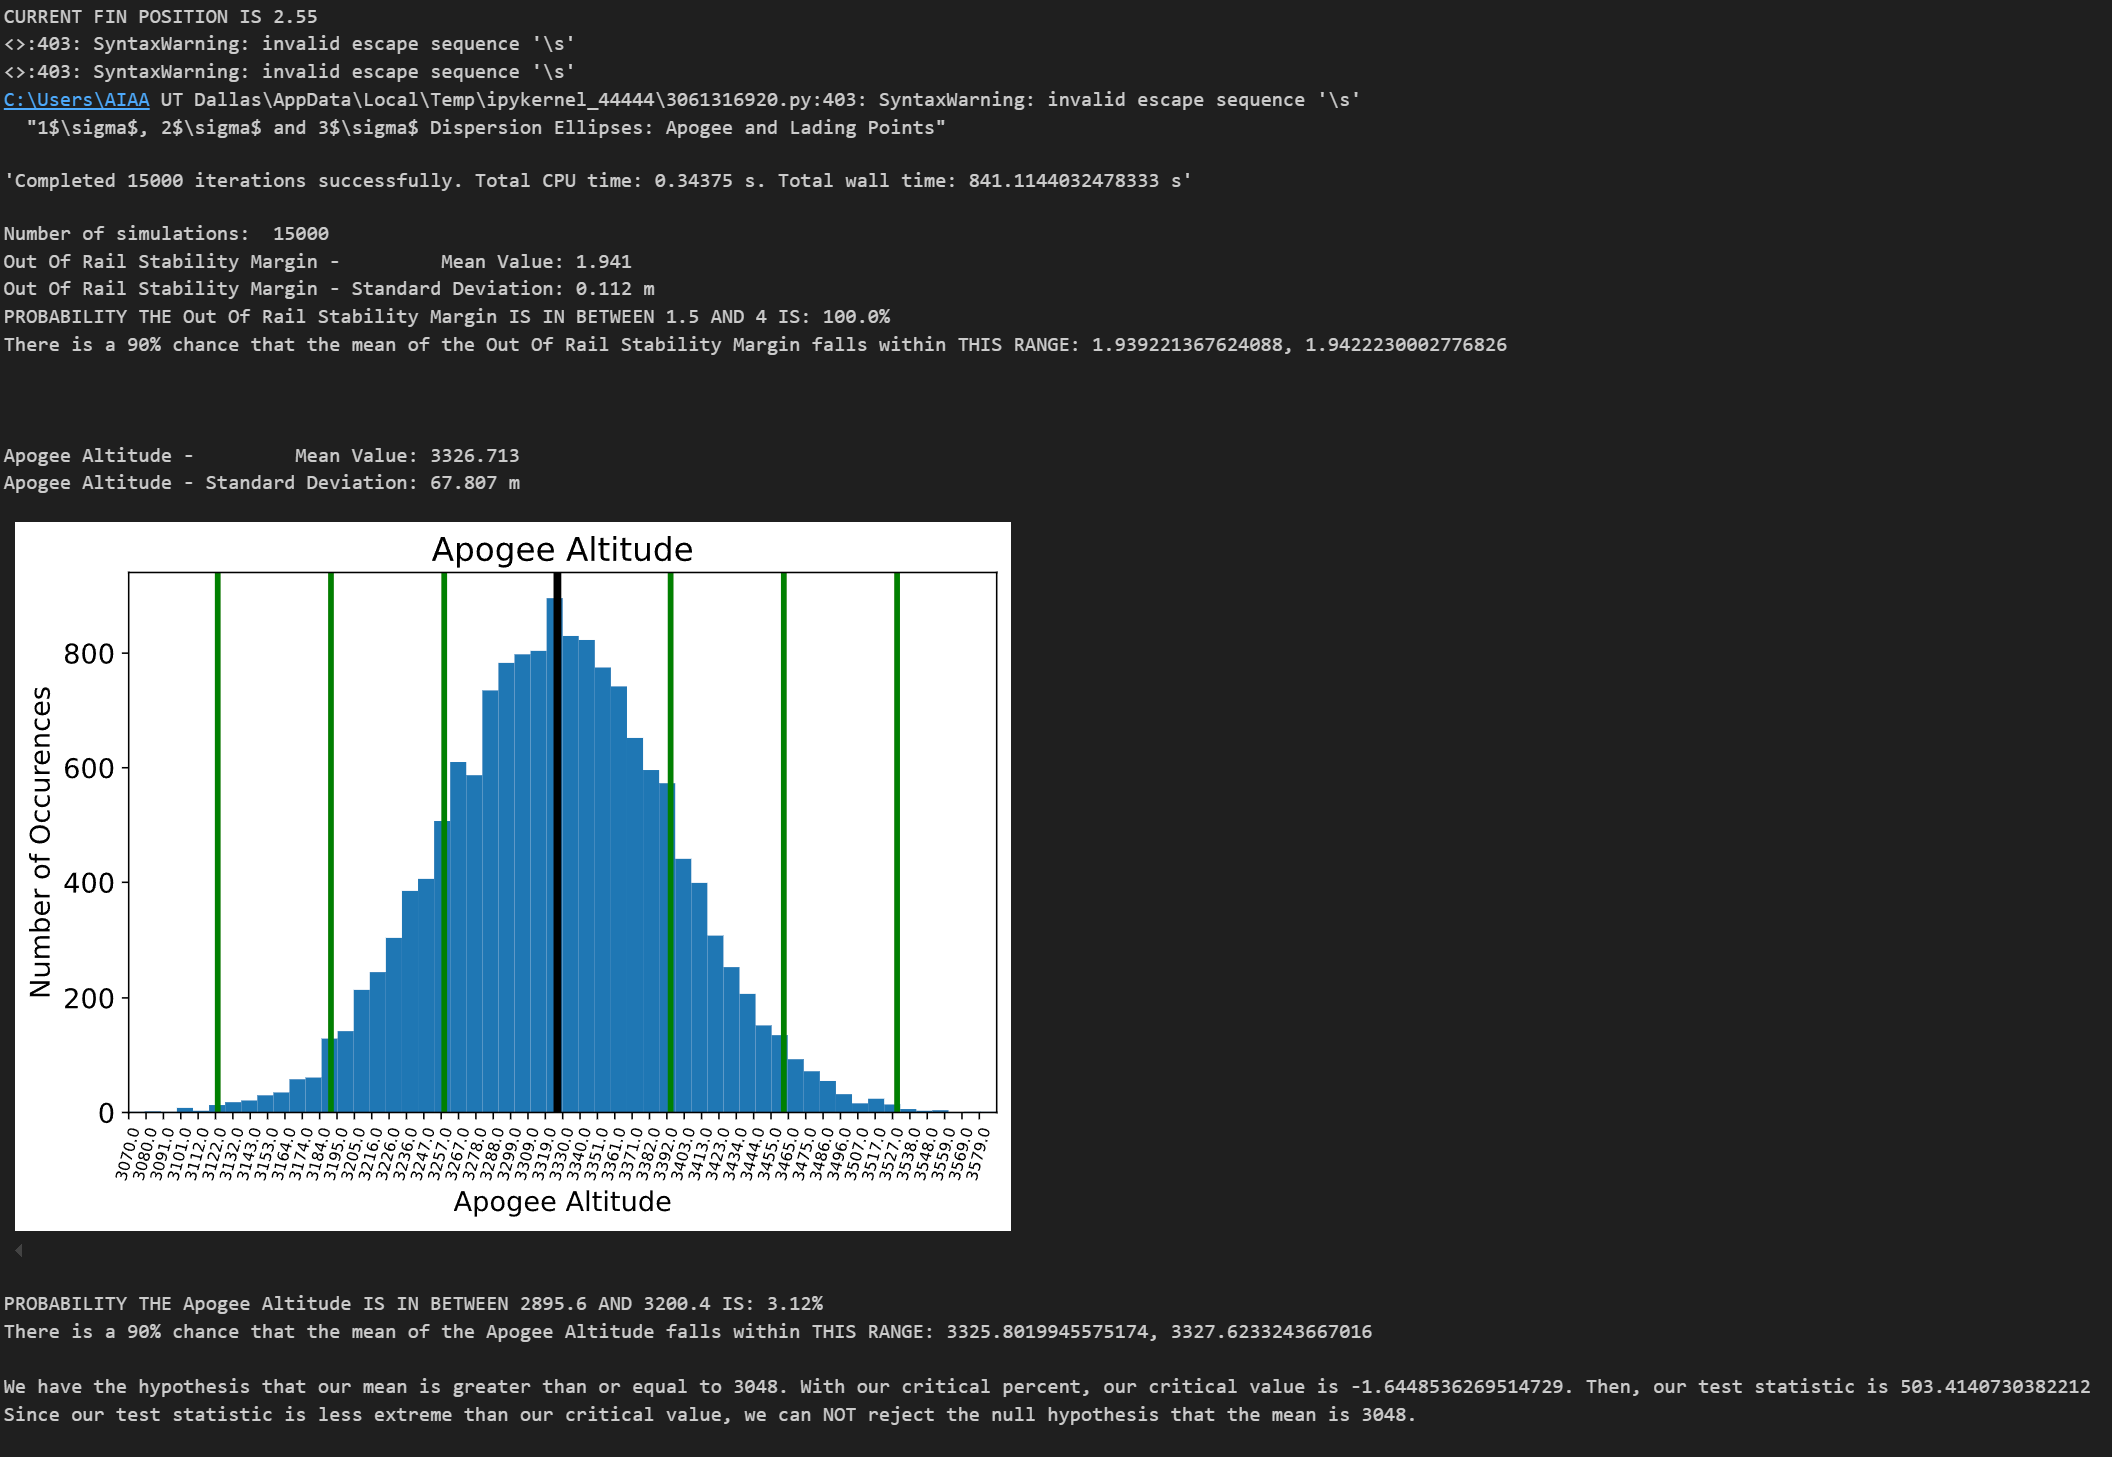 CURRENT FIN POSITION IS 2.55
<>:403: SyntaxWarning: invalid escape sequence '\s'
<>:403: SyntaxWarning: invalid escape sequence '\s'
C:\Users\AIAA UT Dallas\AppData\Local\Temp\ipykernel_44444\3061316920.py:403: SyntaxWarning: invalid escape sequence '\s'
"1$\sigma$, 2$\sigma$ and 3$\sigma$ Dispersion Ellipses: Apogee and Lading Points"
'Completed 15000 iterations successfully. Total CPU time: 0.34375 s. Total wall time: 841.1144032478333 s'
Number of simulations:  15000
Out Of Rail Stability Margin -         Mean Value: 1.941
Out Of Rail Stability Margin - Standard Deviation: 0.112 m
PROBABILITY THE Out Of Rail Stability Margin IS IN BETWEEN 1.5 AND 4 IS: 100.0%
There is a 90% chance that the mean of the Out Of Rail Stability Margin falls within THIS RANGE: 1.939221367624088, 1.9422230002776826
Apogee Altitude -         Mean Value: 3326.713
Apogee Altitude - Standard Deviation: 67.807 m
Apogee Altitude
Number of Occurences
800
600
400
200
0
3070.0 3080.0 3091.0 3101.0 3112.0 3122.0 3132.0 3143.0 3153.0 3164.0 3174.0 3184.0 3195.0 3205.0 3216.0 3226.0 3236.0 3247.0 3257.0 3267.0 3278.0 3288.0 3299.0 3309.0 3319.0 3330.0 3340.0 3351.0 3361.0 3371.0 3382.0 3392.0 3403.0 3413.0 3423.0 3434.0 3444.0 3455.0 3465.0 3475.0 3486.0 3496.0 3507.0 3517.0 3527.0 3538.0 3548.0 3559.0 3569.0 3579.0
Apogee Altitude
PROBABILITY THE Apogee Altitude IS IN BETWEEN 2895.6 AND 3200.4 IS: 3.12%
There is a 90% chance that the mean of the Apogee Altitude falls within THIS RANGE: 3325.8019945575174, 3327.6233243667016
We have the hypothesis that our mean is greater than or equal to 3048. With our critical percent, our critical value is -1.6448536269514729. Then, our test statistic is 503.4140730382212
Since our test statistic is less extreme than our critical value, we can NOT reject the null hypothesis that the mean is 3048.